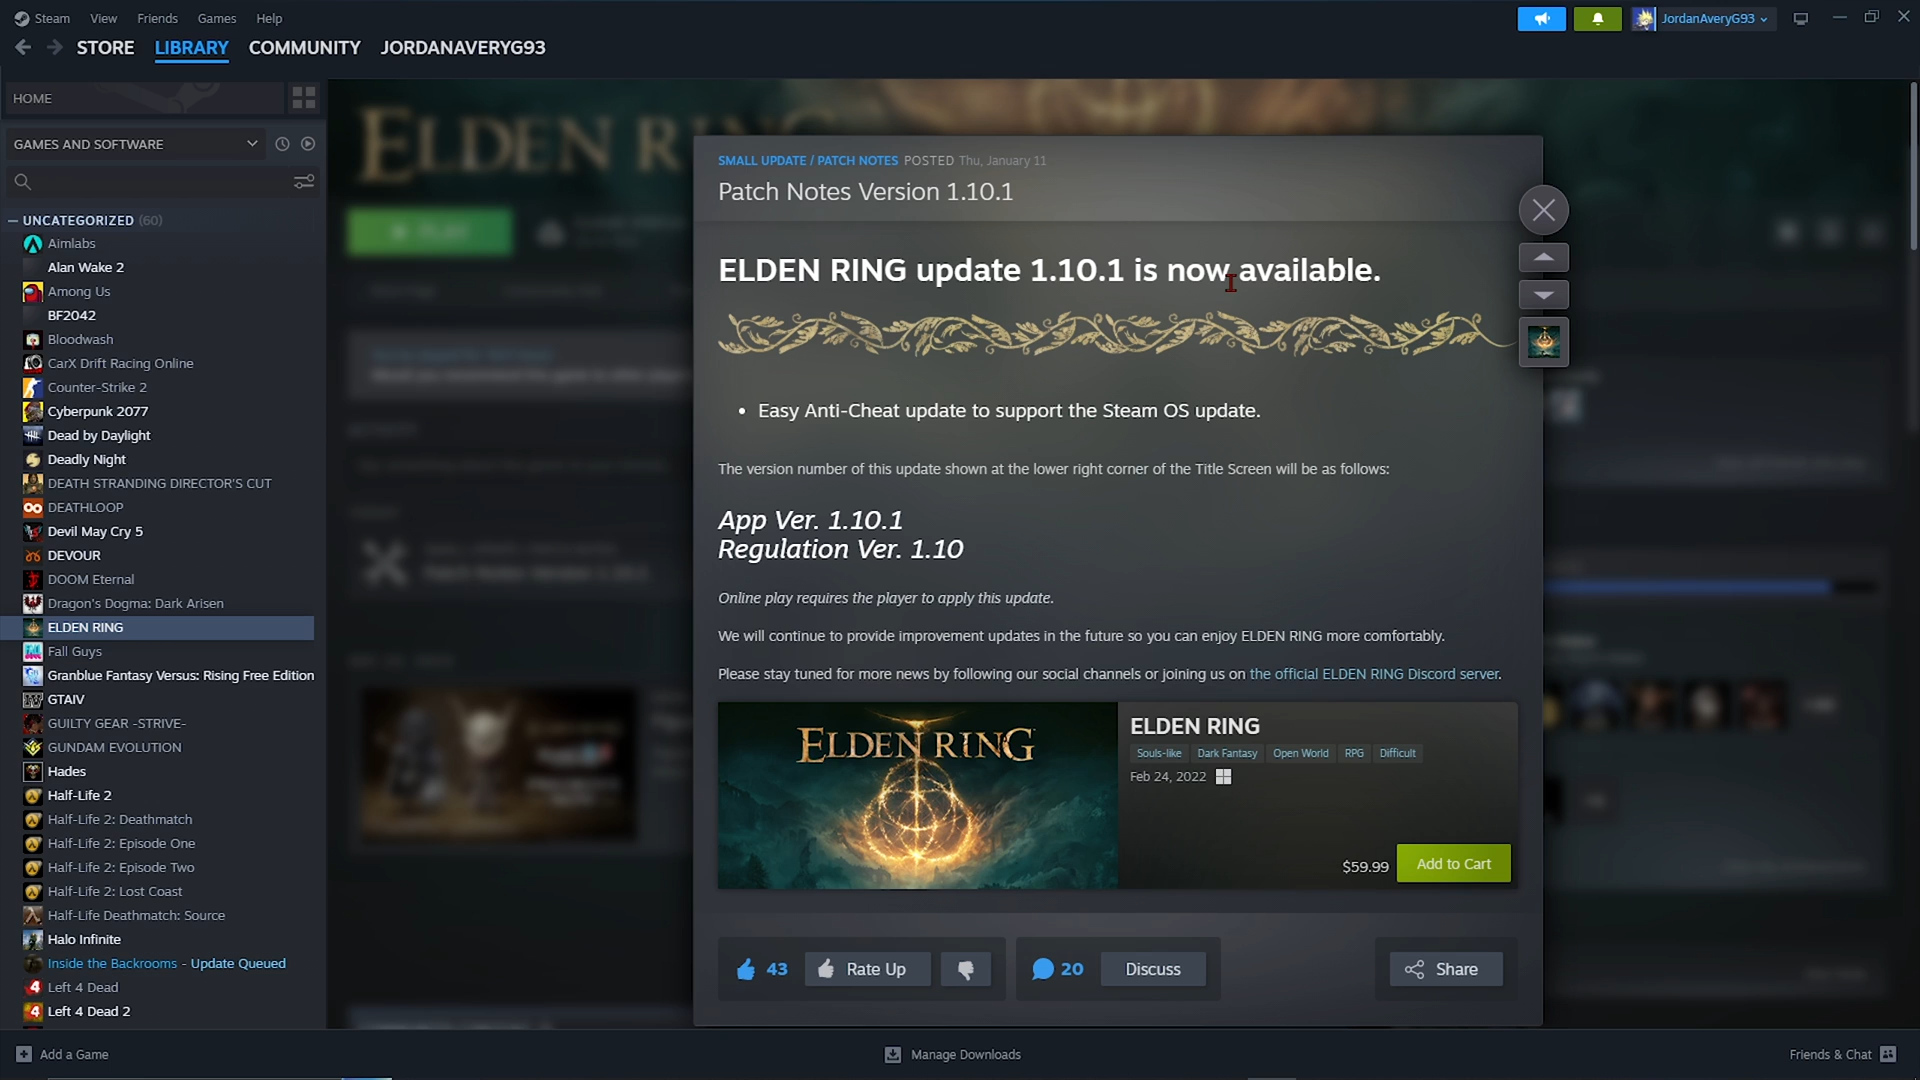 Steam View Friends Games Help
JordanAveryG93
STORE LIBRARY COMMUNITY JORDANAVERYG93
HOME
GAMES AND SOFTWARE
UNCATEGORIZED (60)
Aimlabs
Alan Wake 2
Among Us
BF2042
Bloodwash
CarX Drift Racing Online
Counter-Strike 2
Cyberpunk 2077
Dead by Daylight
Deadly Night
DEATH STRANDING DIRECTOR'S CUT
DEATHLOOP
Devil May Cry 5
DEVOUR
DOOM Eternal
Dragon's Dogma: Dark Arisen
ELDEN RING
Fall Guys
Granblue Fantasy Versus: Rising Free Edition
GTAIV
GUILTY GEAR -STRIVE-
GUNDAM EVOLUTION
Hades
Half-Life 2
Half-Life 2: Deathmatch
Half-Life 2: Episode One
Half-Life 2: Episode Two
Half-Life 2: Lost Coast
Half-Life Deathmatch: Source
Halo Infinite
Inside the Backrooms - Update Queued
Left 4 Dead
Left 4 Dead 2
ELDEN R
PLAY
SMALL UPDATE / PATCH NOTES POSTED Thu, January 11
Patch Notes Version 1.10.1
ELDEN RING update 1.10.1 is now available.
• Easy Anti-Cheat update to support the Steam OS update.
The version number of this update shown at the lower right corner of the Title Screen will be as follows:
App Ver. 1.10.1
Regulation Ver. 1.10
Online play requires the player to apply this update.
We will continue to provide improvement updates in the future so you can enjoy ELDEN RING more comfortably.
Please stay tuned for more news by following our social channels or joining us on the official ELDEN RING Discord server.
ELDEN RING
ELDEN RING
Souls-like Dark Fantasy Open World RPG Difficult
Feb 24, 2022
$59.99 Add to Cart
43 Rate Up 20 Discuss Share
Add a Game Manage Downloads Friends & Chat